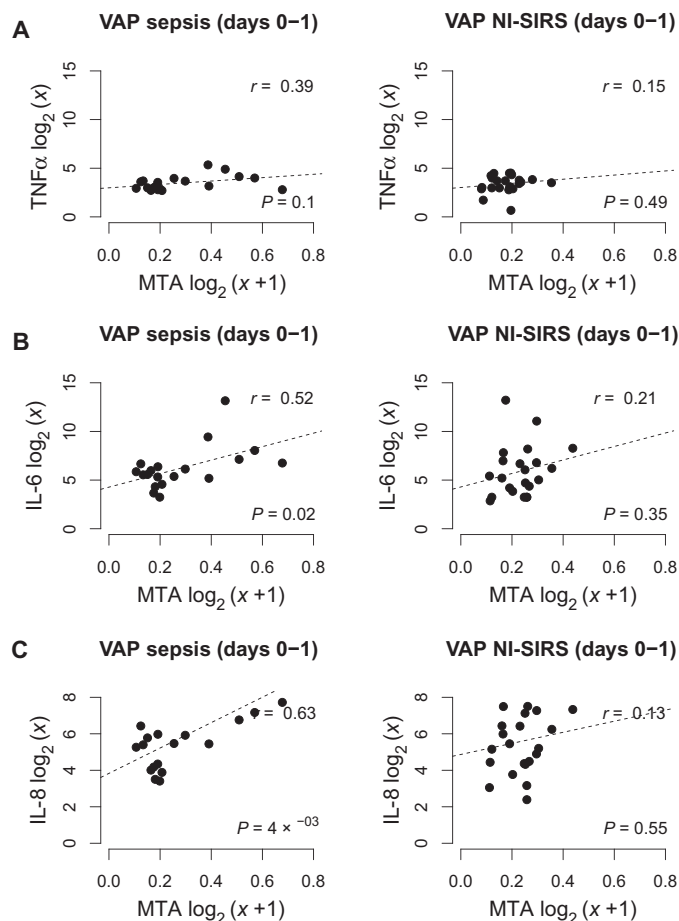 A
VAP sepsis (days 0–1)
VAP NI-SIRS (days 0–1)
TNFα log2 (x)
15
10
5
0
r = 0.39
P = 0.1
0.0 0.2 0.4 0.6 0.8
MTA log2 (x +1)
TNFα log2 (x)
15
10
5
0
r = 0.15
P = 0.49
0.0 0.2 0.4 0.6 0.8
MTA log2 (x +1)
B
VAP sepsis (days 0–1)
VAP NI-SIRS (days 0–1)
IL-6 log2 (x)
15
10
5
0
r = 0.52
P = 0.02
0.0 0.2 0.4 0.6 0.8
MTA log2 (x +1)
IL-6 log2 (x)
15
10
5
0
r = 0.21
P = 0.35
0.0 0.2 0.4 0.6 0.8
MTA log2 (x +1)
C
VAP sepsis (days 0–1)
VAP NI-SIRS (days 0–1)
IL-8 log2 (x)
8
6
4
2
0
r = 0.63
P = 4 × −03
0.0 0.2 0.4 0.6 0.8
MTA log2 (x +1)
IL-8 log2 (x)
8
6
4
2
0
r = 0.13
P = 0.55
0.0 0.2 0.4 0.6 0.8
MTA log2 (x +1)